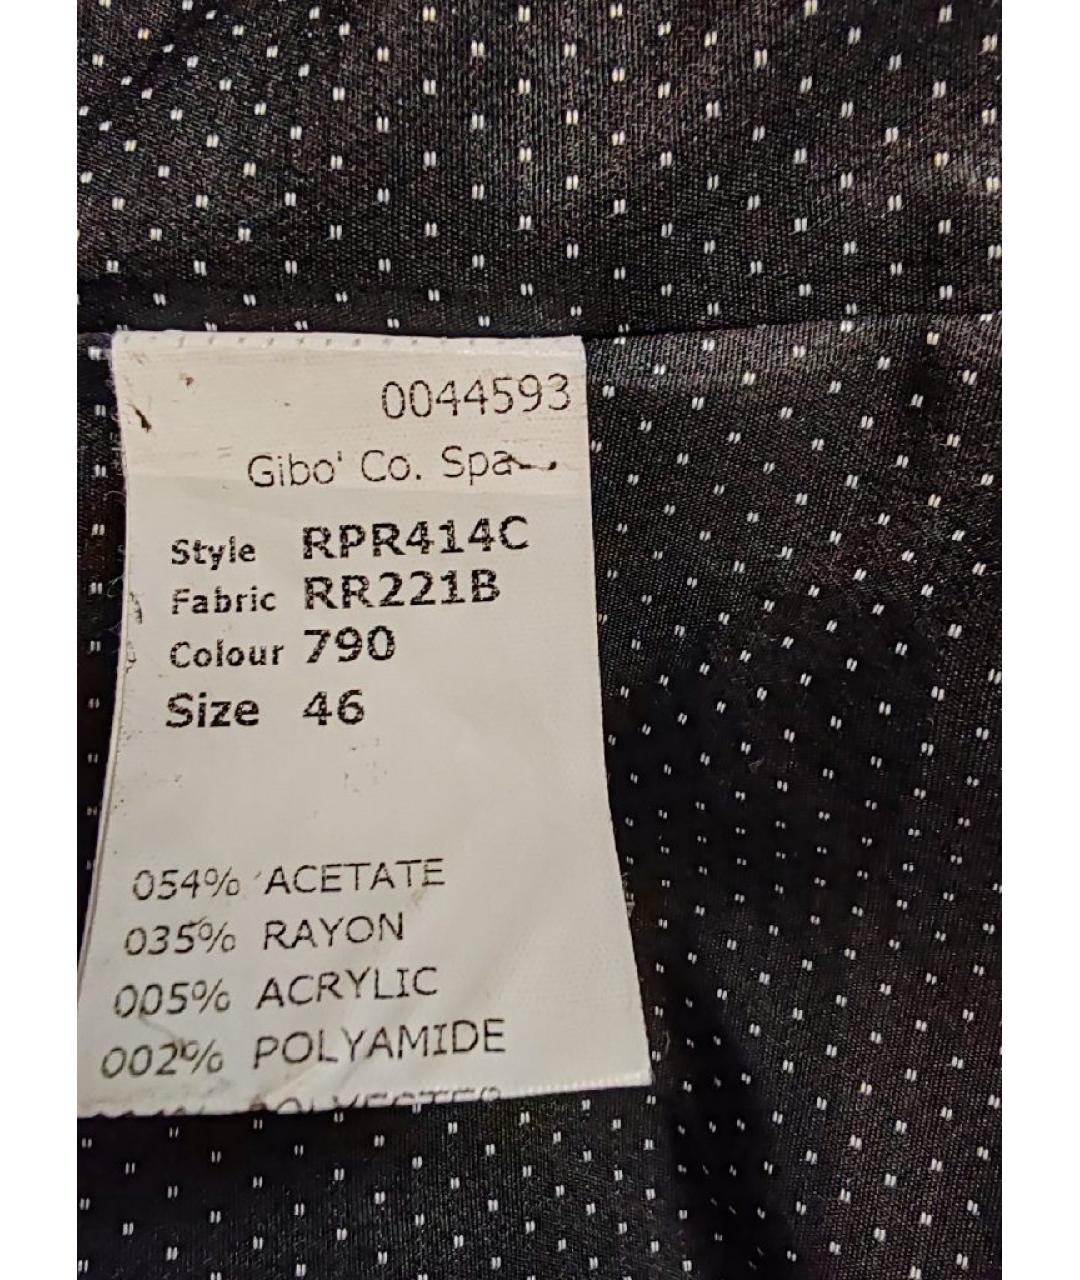 0044593
Gibo' Co. Spa
Style RPR414C
Fabric RR221B
Colour 790
Size 46
054% ACETATE
035% RAYON
005% ACRYLIC
002% POLYAMIDE
POLYESTER